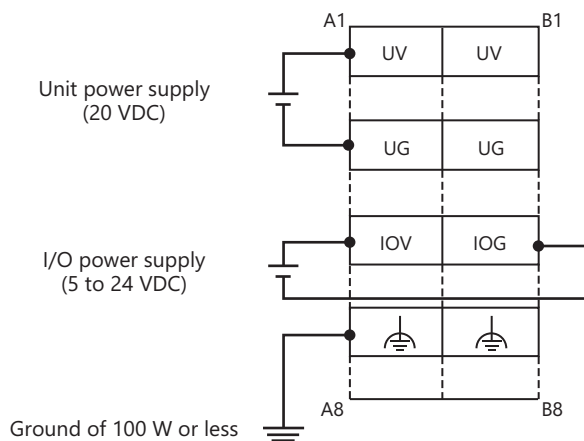 A1 B1
UV UV
Unit power supply
(20 VDC)
UG UG
IOV IOG
I/O power supply
(5 to 24 VDC)
A8 B8
Ground of 100 W or less